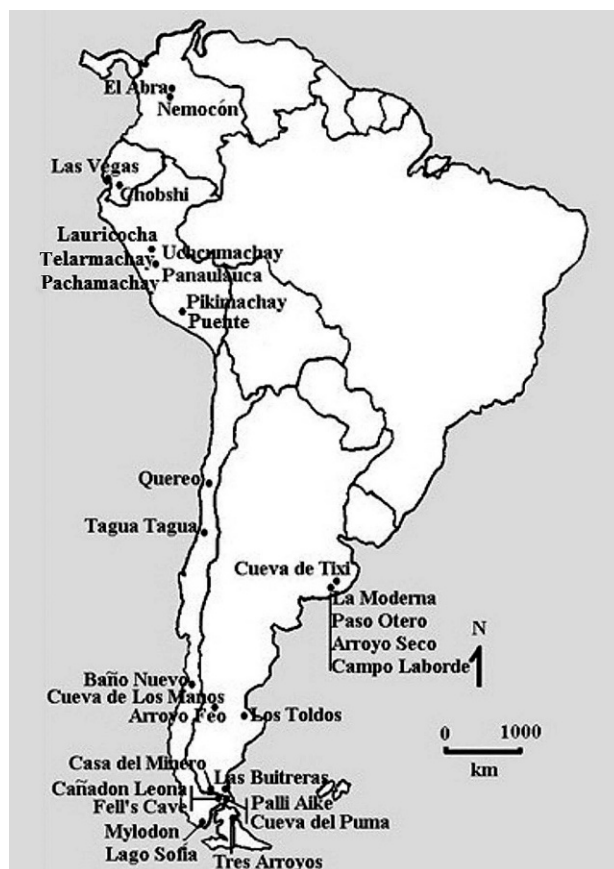 El Abra
Nemocón
Las Vegas
Chobshi
Lauricocha
Uchcumachay
Telarmachay
Panaulauca
Pachamachay
Pikimachay
Puente
Quereo
Tagua Tagua
Cueva de Tixi
La Moderna
Paso Otero
Arroyo Seco
Campo Laborde
N
Baño Nuevo
Cueva de Los Manos
Arroyo Feo
Los Toldos
0 1000
km
Casa del Minero
Las Buitreras
Cañadon Leona
Fell's Cave
Palli Aike
Cueva del Puma
Mylodon
Lago Sofía
Tres Arroyos